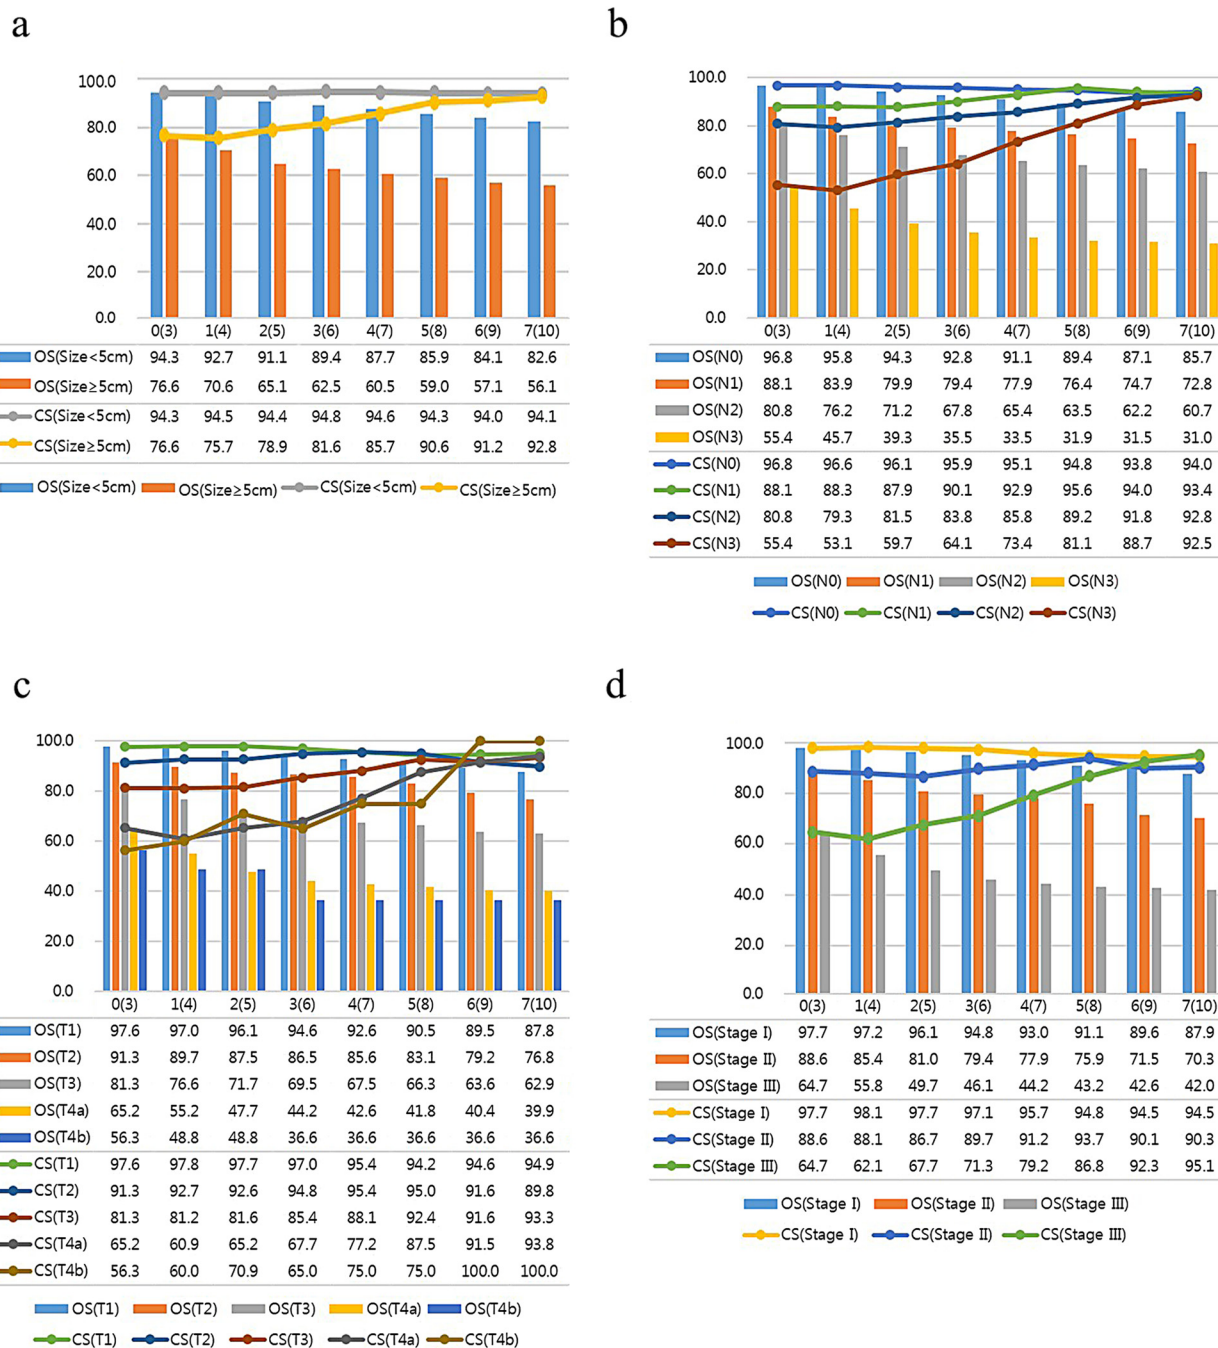 a
100.0
80.0
60.0
40.0
20.0
0.0
0(3) 1(4) 2(5) 3(6) 4(7) 5(8) 6(9) 7(10)
OS(Size<5cm) 94.3 92.7 91.1 89.4 87.7 85.9 84.1 82.6
OS(Size≥5cm) 76.6 70.6 65.1 62.5 60.5 59.0 57.1 56.1
CS(Size<5cm) 94.3 94.5 94.4 94.8 94.6 94.3 94.0 94.1
CS(Size≥5cm) 76.6 75.7 78.9 81.6 85.7 90.6 91.2 92.8
OS(Size<5cm) OS(Size≥5cm) CS(Size<5cm) CS(Size≥5cm)
b
100.0
80.0
60.0
40.0
20.0
0.0
0(3) 1(4) 2(5) 3(6) 4(7) 5(8) 6(9) 7(10)
OS(N0) 96.8 95.8 94.3 92.8 91.1 89.4 87.1 85.7
OS(N1) 88.1 83.9 79.9 79.4 77.9 76.4 74.7 72.8
OS(N2) 80.8 76.2 71.2 67.8 65.4 63.5 62.2 60.7
OS(N3) 55.4 45.7 39.3 35.5 33.5 31.9 31.5 31.0
CS(N0) 96.8 96.6 96.1 95.9 95.1 94.8 93.8 94.0
CS(N1) 88.1 88.3 87.9 90.1 92.9 95.6 94.0 93.4
CS(N2) 80.8 79.3 81.5 83.8 85.8 89.2 91.8 92.8
CS(N3) 55.4 53.1 59.7 64.1 73.4 81.1 88.7 92.5
OS(N0) OS(N1) OS(N2) OS(N3)
CS(N0) CS(N1) CS(N2) CS(N3)
c
100.0
80.0
60.0
40.0
20.0
0.0
0(3) 1(4) 2(5) 3(6) 4(7) 5(8) 6(9) 7(10)
OS(T1) 97.6 97.0 96.1 94.6 92.6 90.5 89.5 87.8
OS(T2) 91.3 89.7 87.5 86.5 85.6 83.1 79.2 76.8
OS(T3) 81.3 76.6 71.7 69.5 67.5 66.3 63.6 62.9
OS(T4a) 65.2 55.2 47.7 44.2 42.6 41.8 40.4 39.9
OS(T4b) 56.3 48.8 48.8 36.6 36.6 36.6 36.6 36.6
CS(T1) 97.6 97.8 97.7 97.0 95.4 94.2 94.6 94.9
CS(T2) 91.3 92.7 92.6 94.8 95.4 95.0 91.6 89.8
CS(T3) 81.3 81.2 81.6 85.4 88.1 92.4 91.6 93.3
CS(T4a) 65.2 60.9 65.2 67.7 77.2 87.5 91.5 93.8
CS(T4b) 56.3 60.0 70.9 65.0 75.0 75.0 100.0 100.0
OS(T1) OS(T2) OS(T3) OS(T4a) OS(T4b)
CS(T1) CS(T2) CS(T3) CS(T4a) CS(T4b)
d
100.0
80.0
60.0
40.0
20.0
0.0
0(3) 1(4) 2(5) 3(6) 4(7) 5(8) 6(9) 7(10)
OS(Stage I) 97.7 97.2 96.1 94.8 93.0 91.1 89.6 87.9
OS(Stage II) 88.6 85.4 81.0 79.4 77.9 75.9 71.5 70.3
OS(Stage III) 64.7 55.8 49.7 46.1 44.2 43.2 42.6 42.0
CS(Stage I) 97.7 98.1 97.7 97.1 95.7 94.8 94.5 94.5
CS(Stage II) 88.6 88.1 86.7 89.7 91.2 93.7 90.1 90.3
CS(Stage III) 64.7 62.1 67.7 71.3 79.2 86.8 92.3 95.1
OS(Stage I) OS(Stage II) OS(Stage III)
CS(Stage I) CS(Stage II) CS(Stage III)